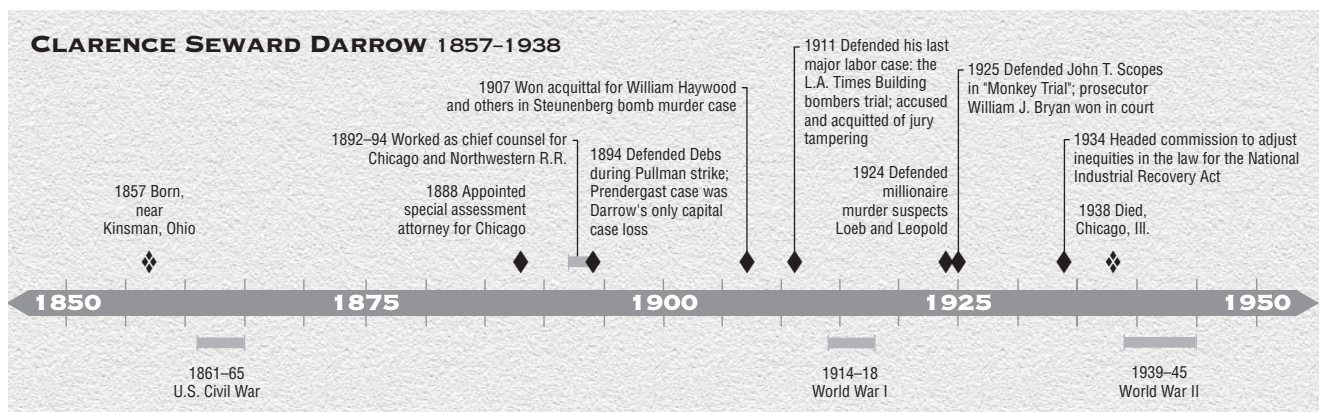 CLARENCE SEWARD DARROW 1857–1938
1857 Born,
near
Kinsman, Ohio
1888 Appointed
special assessment
attorney for Chicago
1892–94 Worked as chief counsel for
Chicago and Northwestern R.R.
1894 Defended Debs
during Pullman strike;
Prendergast case was
Darrow's only capital
case loss
1907 Won acquittal for William Haywood
and others in Steunenberg bomb murder case
1911 Defended his last
major labor case: the
L.A. Times Building
bombers trial; accused
and acquitted of jury
tampering
1924 Defended
millionaire
murder suspects
Loeb and Leopold
1925 Defended John T. Scopes
in "Monkey Trial"; prosecutor
William J. Bryan won in court
1934 Headed commission to adjust
inequities in the law for the National
Industrial Recovery Act
1938 Died,
Chicago, Ill.
1850 1875 1900 1925 1950
1861–65
U.S. Civil War
1914–18
World War I
1939–45
World War II